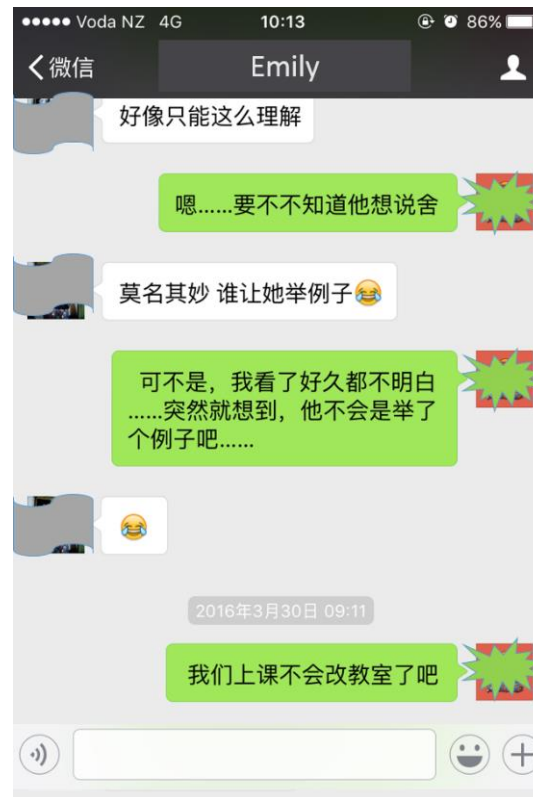 Voda NZ 4G 10:13 86%
微信 Emily
好像只能这么理解
嗯……要不不知道他想说舍
莫名其妙 谁让她举例子😂
可不是，我看了好久都不明白
……突然就想到，他不会是举了
个例子吧……
😂
2016年3月30日 09:11
我们上课不会改教室了吧